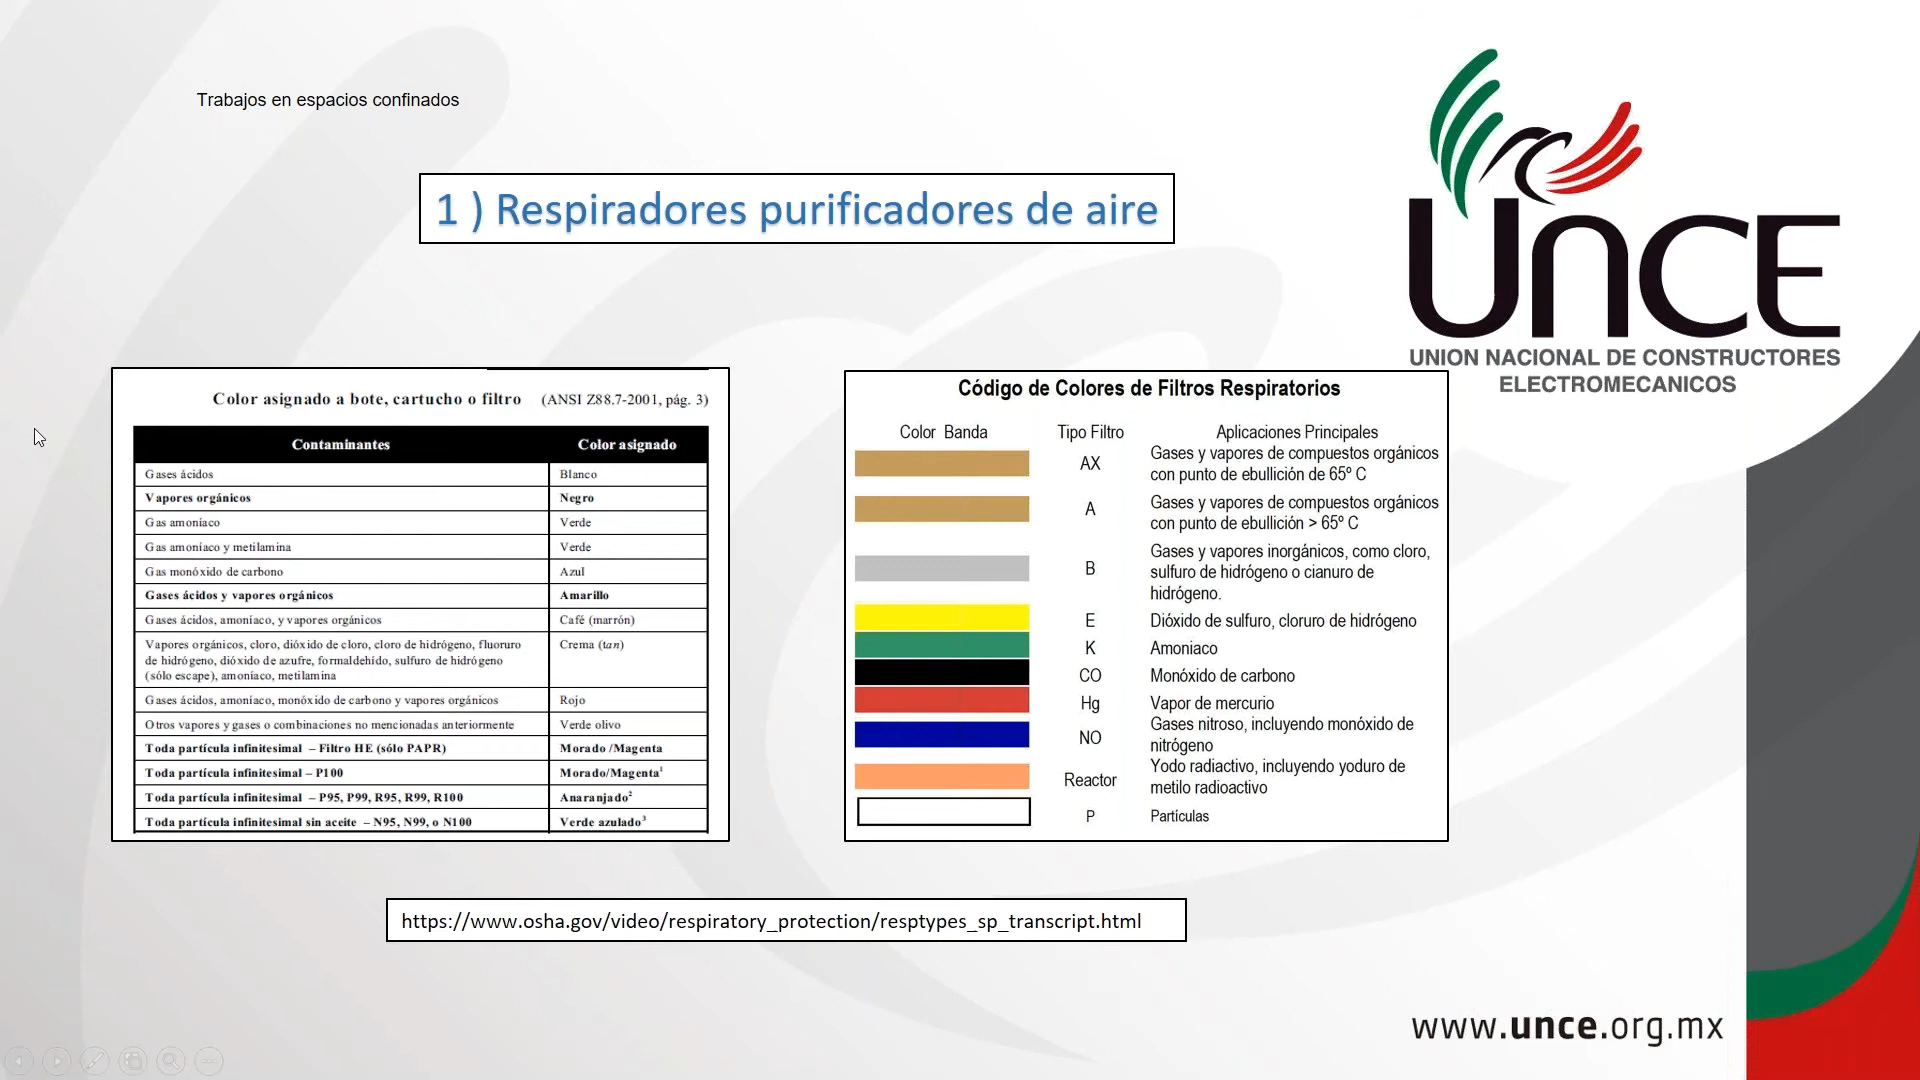 Trabajos en espacios confinados
1 ) Respiradores purificadores de aire
UNCE
UNION NACIONAL DE CONSTRUCTORES
ELECTROMECANICOS
Color asignado a bote, cartucho o filtro (ANSI Z88.7-2001, pág. 3)
Contaminantes Color asignado
Gases ácidos Blanco
Vapores orgánicos Negro
Gas amoníaco Verde
Gas amoníaco y metilamina Verde
Gas monóxido de carbono Azul
Gases ácidos y vapores orgánicos Amarillo
Gases ácidos, amoníaco, y vapores orgánicos Café (marrón)
Vapores orgánicos, cloro, dióxido de cloro, cloro de hidrógeno, fluoruro Crema (tan)
de hidrógeno, dióxido de azufre, formaldehído, sulfuro de hidrógeno
(sólo escape), amoníaco, metilamina
Gases ácidos, amoníaco, monóxido de carbono y vapores orgánicos Rojo
Otros vapores y gases o combinaciones no mencionadas anteriormente Verde olivo
Toda partícula infinitesimal – Filtro HE (sólo PAPR) Morado /Magenta
Toda partícula infinitesimal – P100 Morado/Magenta¹
Toda partícula infinitesimal – P95, P99, R95, R99, R100 Anaranjado²
Toda partícula infinitesimal sin aceite – N95, N99, o N100 Verde azulado³
Código de Colores de Filtros Respiratorios
Color Banda Tipo Filtro Aplicaciones Principales
AX Gases y vapores de compuestos orgánicos
con punto de ebullición de 65º C
A Gases y vapores de compuestos orgánicos
con punto de ebullición > 65º C
B Gases y vapores inorgánicos, como cloro,
sulfuro de hidrógeno o cianuro de
hidrógeno.
E Dióxido de sulfuro, cloruro de hidrógeno
K Amoniaco
CO Monóxido de carbono
Hg Vapor de mercurio
NO Gases nitroso, incluyendo monóxido de
nitrógeno
Reactor Yodo radiactivo, incluyendo yoduro de
metilo radioactivo
P Partículas
https://www.osha.gov/video/respiratory_protection/resptypes_sp_transcript.html
www.unce.org.mx